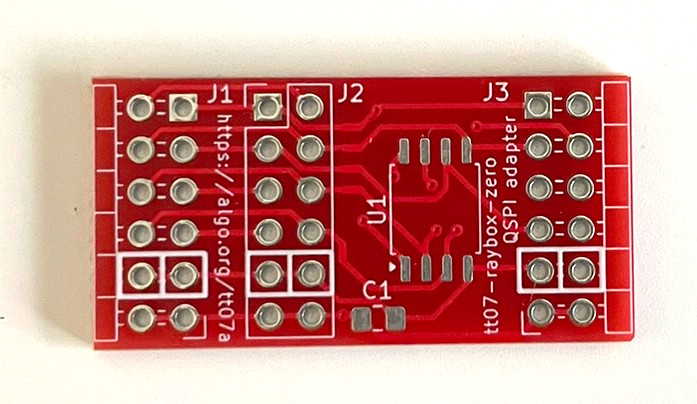 J1
J2
J3
https://algo.org/tt07a
U1
C1
tt07-raybox-zero
QSPI adapter